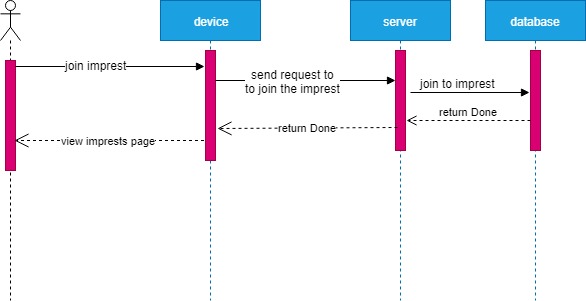 device
server
database
join imprest
send request to
to join the imprest
join to imprest
return Done
return Done
view imprests page